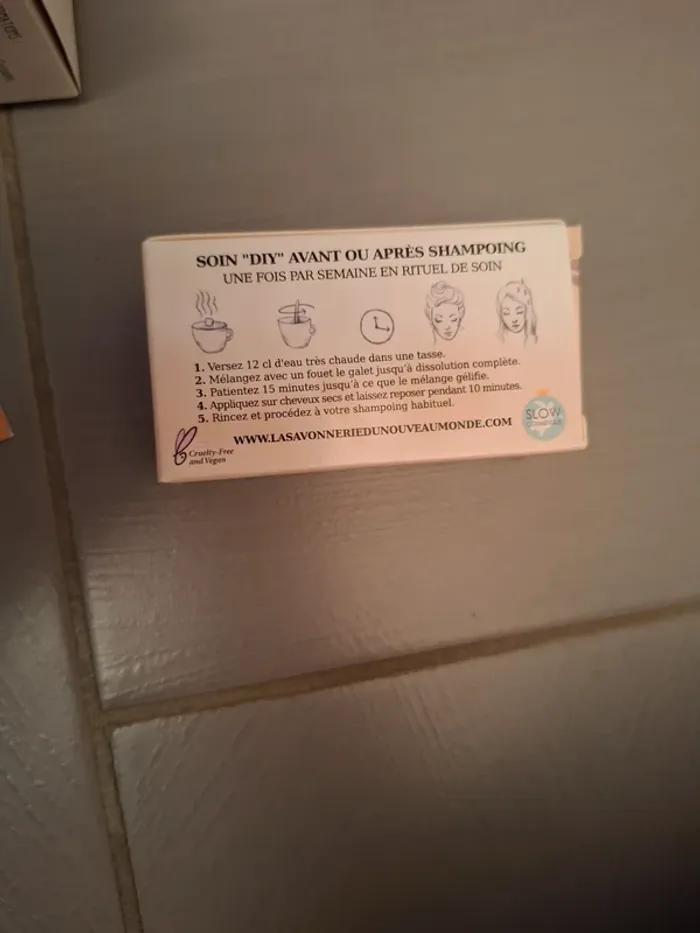 SOIN "DIY" AVANT OU APRÈS SHAMPOING
UNE FOIS PAR SEMAINE EN RITUEL DE SOIN
1. Versez 12 cl d'eau très chaude dans une tasse.
2. Mélangez avec un fouet le galet jusqu'à dissolution complète.
3. Patientez 15 minutes jusqu'à ce que le mélange gélifie.
4. Appliquez sur cheveux secs et laissez reposer pendant 10 minutes.
5. Rincez et procédez à votre shampoing habituel.
WWW.LASAVONNERIEDUNOUVEAUMONDE.COM
Cruelty-Free
and Vegan
SLOW
COSMÉTIQUE